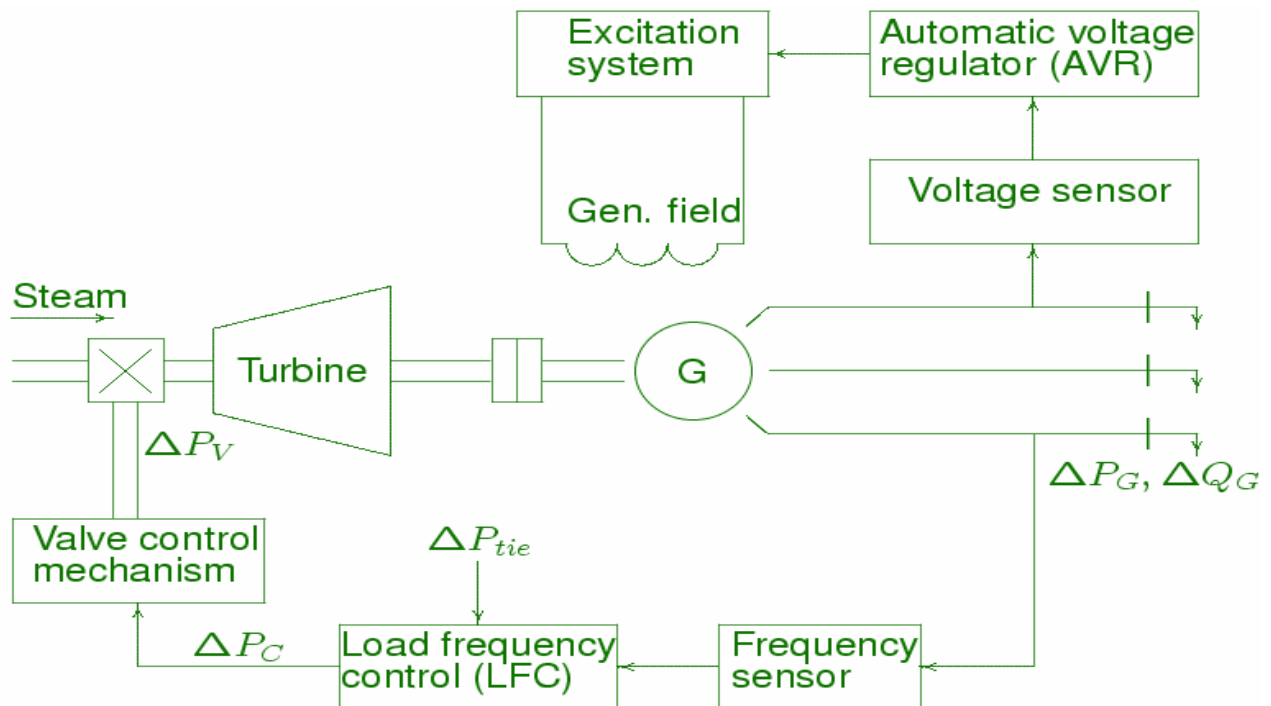 Excitation
system
Automatic voltage
regulator (AVR)
Voltage sensor
Gen. field
Steam
Turbine
G
ΔP_V
ΔP_G, ΔQ_G
Valve control
mechanism
ΔP_tie
ΔP_C
Load frequency
control (LFC)
Frequency
sensor